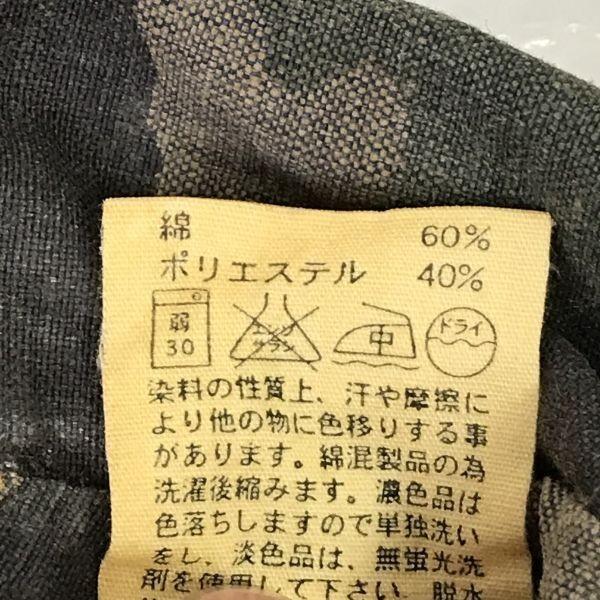 綿 60%
ポリエステル 40%
弱
30
エンソ
サラシ
中
ドライ
染料の性質上、汗や摩擦に
より他の物に色移りする事
があります。綿混製品の為
洗濯後縮みます。濃色品は
色落ちしますので単独洗い
をし、淡色品は、無蛍光洗
剤を使用して下さい。脱水